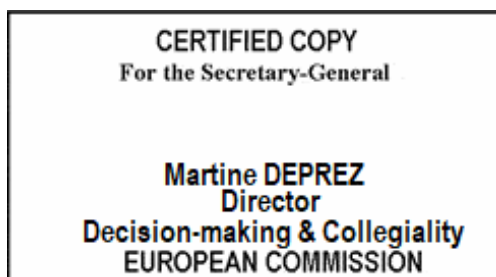 CERTIFIED COPY
For the Secretary-General
Martine DEPREZ
Director
Decision-making & Collegiality
EUROPEAN COMMISSION